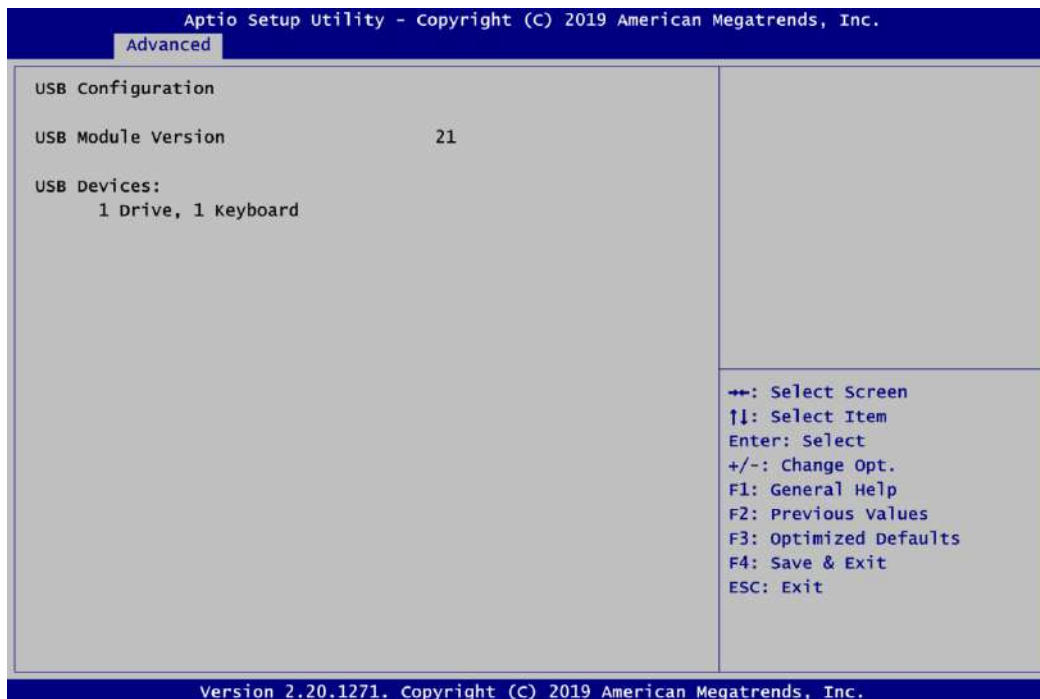 Aptio Setup Utility - Copyright (C) 2019 American Megatrends, Inc.
Advanced
USB Configuration
USB Module Version 21
USB Devices:
1 Drive, 1 Keyboard
→←: Select Screen
↑↓: Select Item
Enter: Select
+/-: Change Opt.
F1: General Help
F2: Previous Values
F3: Optimized Defaults
F4: Save & Exit
ESC: Exit
Version 2.20.1271. Copyright (C) 2019 American Megatrends, Inc.